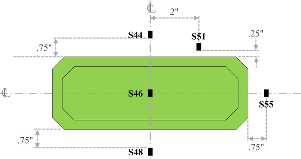 ℄
2"
S44
S51
.25"
.75"
℄
S46
S55
.75"
S48
.75"